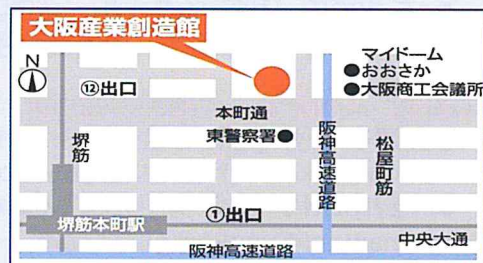 大阪産業創造館
N
⑫出口
マイドーム
●おおさか
●大阪商工会議所
本町通
堺筋
東警察署●
阪神高速道路
松屋町筋
①出口
堺筋本町駅
中央大通
阪神高速道路